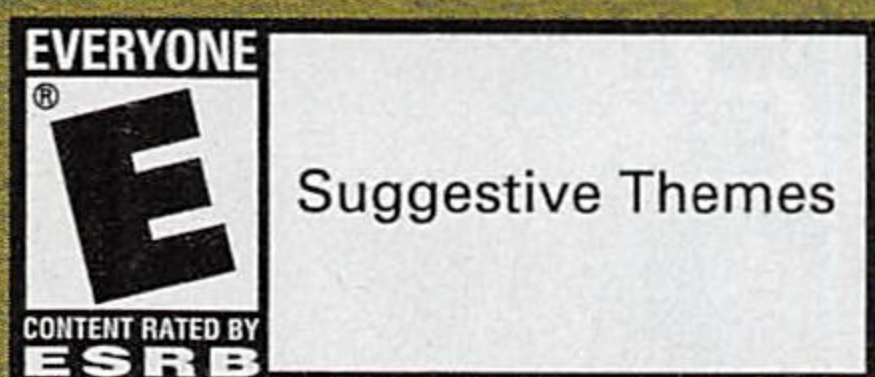 EVERYONE
®
E
CONTENT RATED BY
ESRB
Suggestive Themes